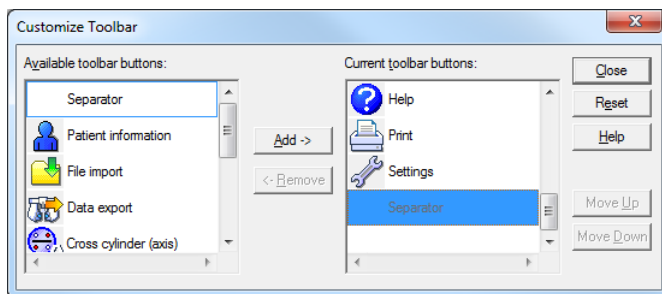 Customize Toolbar
Available toolbar buttons:
Separator
Patient information
File import
Data export
Cross cylinder (axis)
Add ->
<- Remove
Current toolbar buttons:
Help
Print
Settings
Separator
Close
Reset
Help
Move Up
Move Down